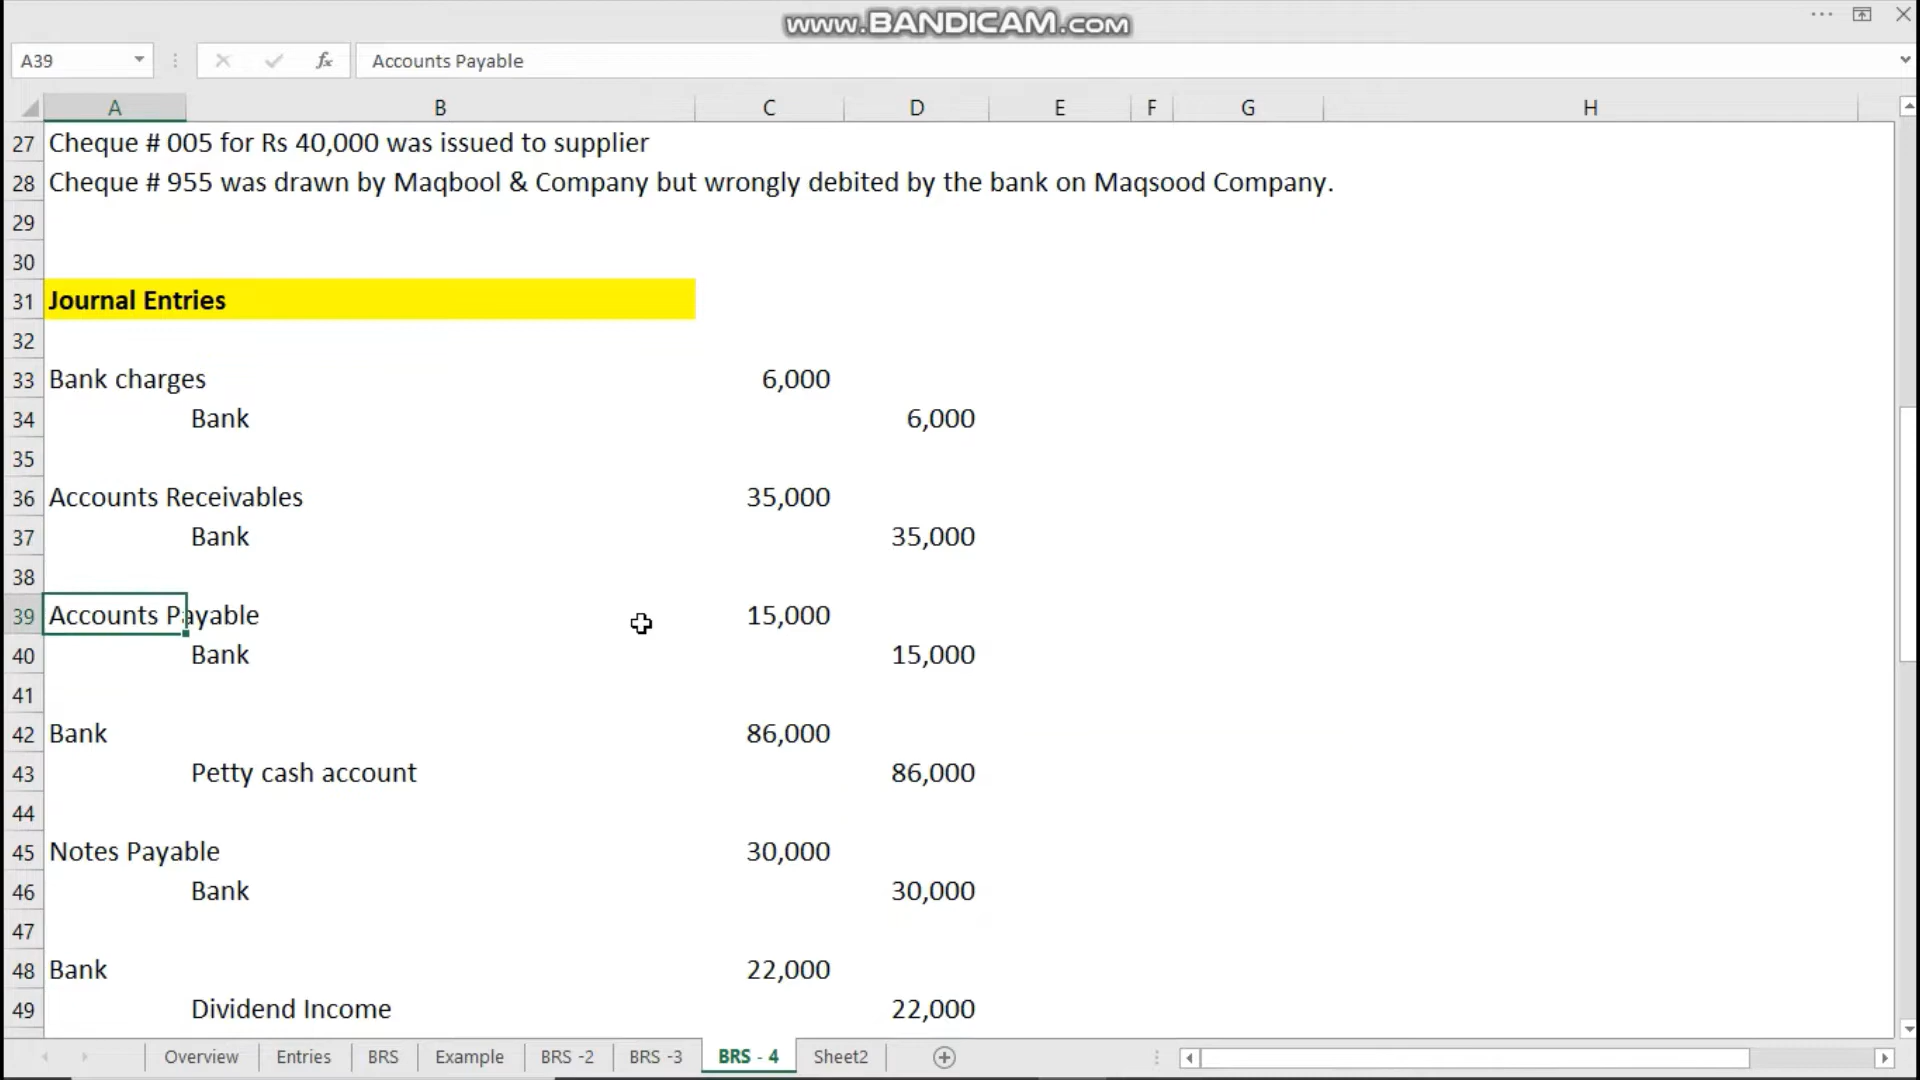 www.BANDICAM.com
A39
fx
Accounts Payable
A B C D E F G H
27 Cheque # 005 for Rs 40,000 was issued to supplier
28 Cheque # 955 was drawn by Maqbool & Company but wrongly debited by the bank on Maqsood Company.
29
30
31 Journal Entries
32
33 Bank charges 6,000
34 Bank 6,000
35
36 Accounts Receivables 35,000
37 Bank 35,000
38
39 Accounts Payable 15,000
40 Bank 15,000
41
42 Bank 86,000
43 Petty cash account 86,000
44
45 Notes Payable 30,000
46 Bank 30,000
47
48 Bank 22,000
49 Dividend Income 22,000
Overview Entries BRS Example BRS -2 BRS -3 BRS - 4 Sheet2